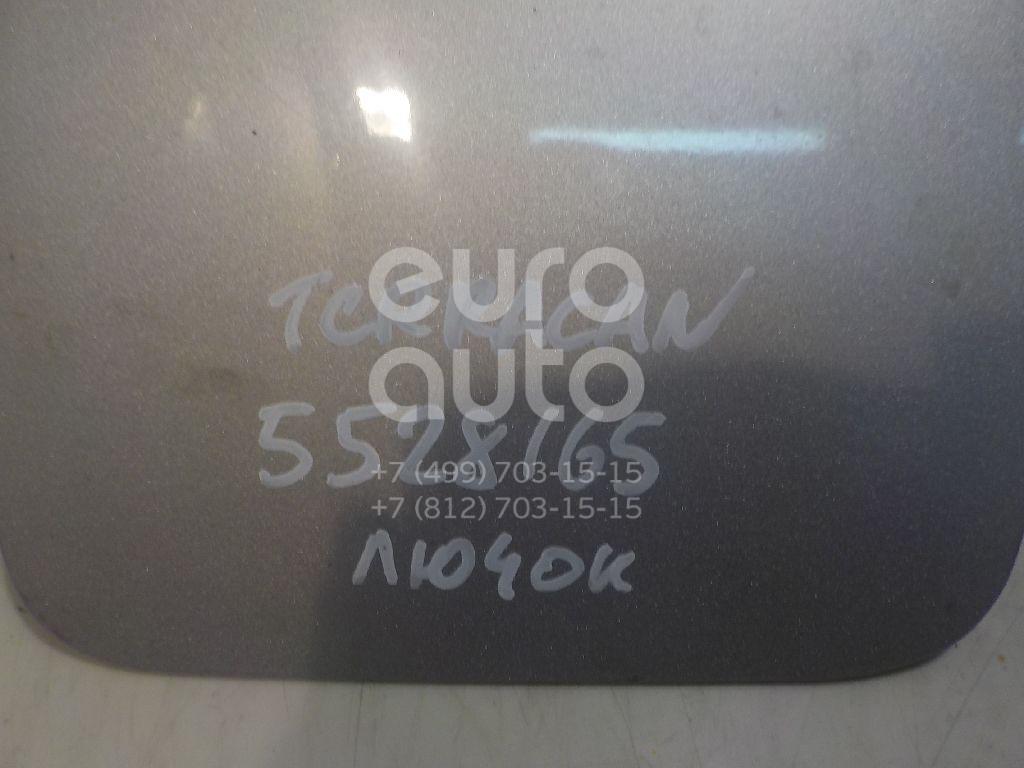 euro
auto
TERRACAN
5528165
+7 (499) 703-15-15
+7 (812) 703-15-15
ЛЮЧОК